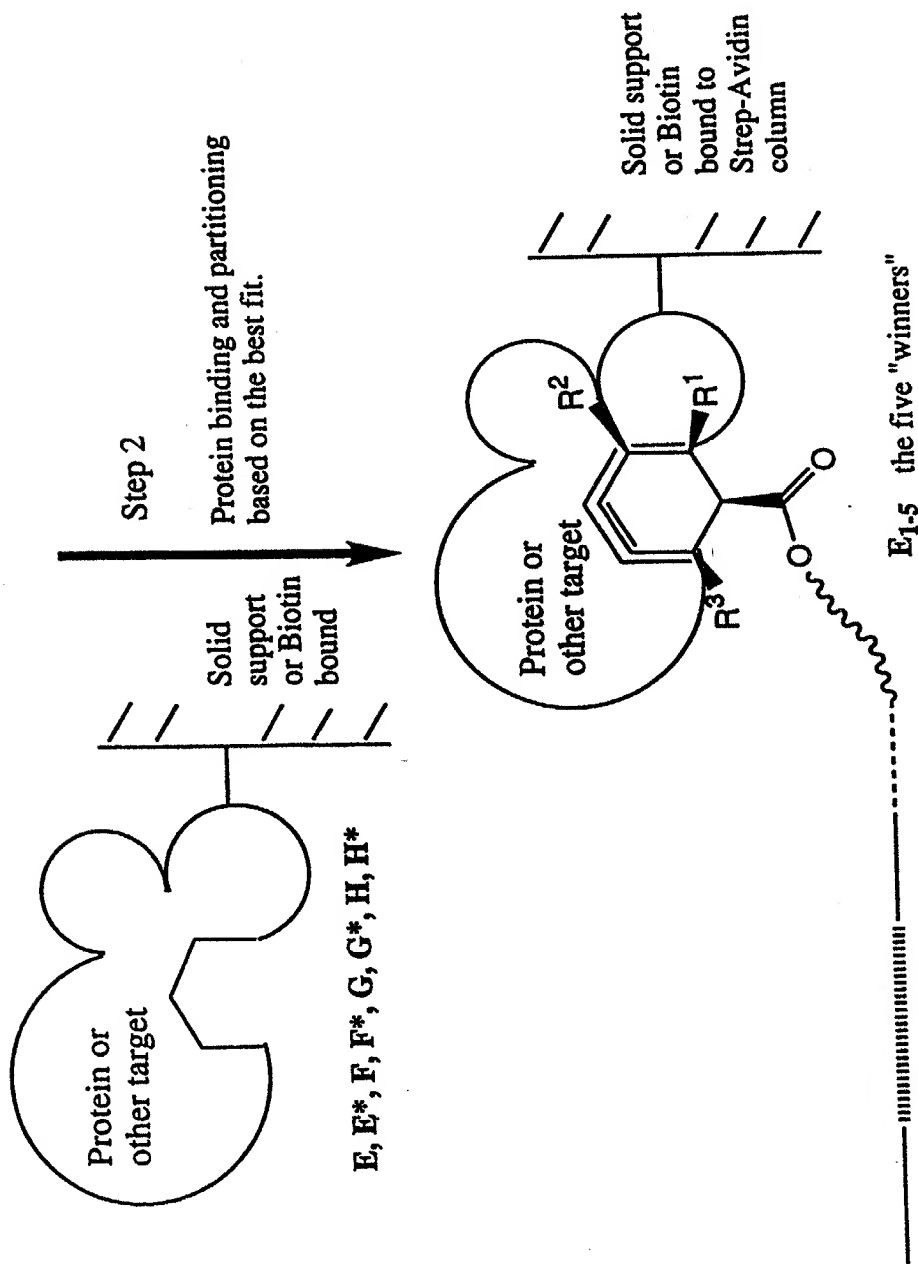 Protein or
other target
Solid
support
or Biotin
bound
E, E*, F, F*, G, G*, H, H*
Step 2
Protein binding and partitioning
based on the best fit.
Protein or
other target
R2
R1
R3
O
O
Solid support
or Biotin
bound to
Strep-Avidin
column
E1-5 the five "winners"